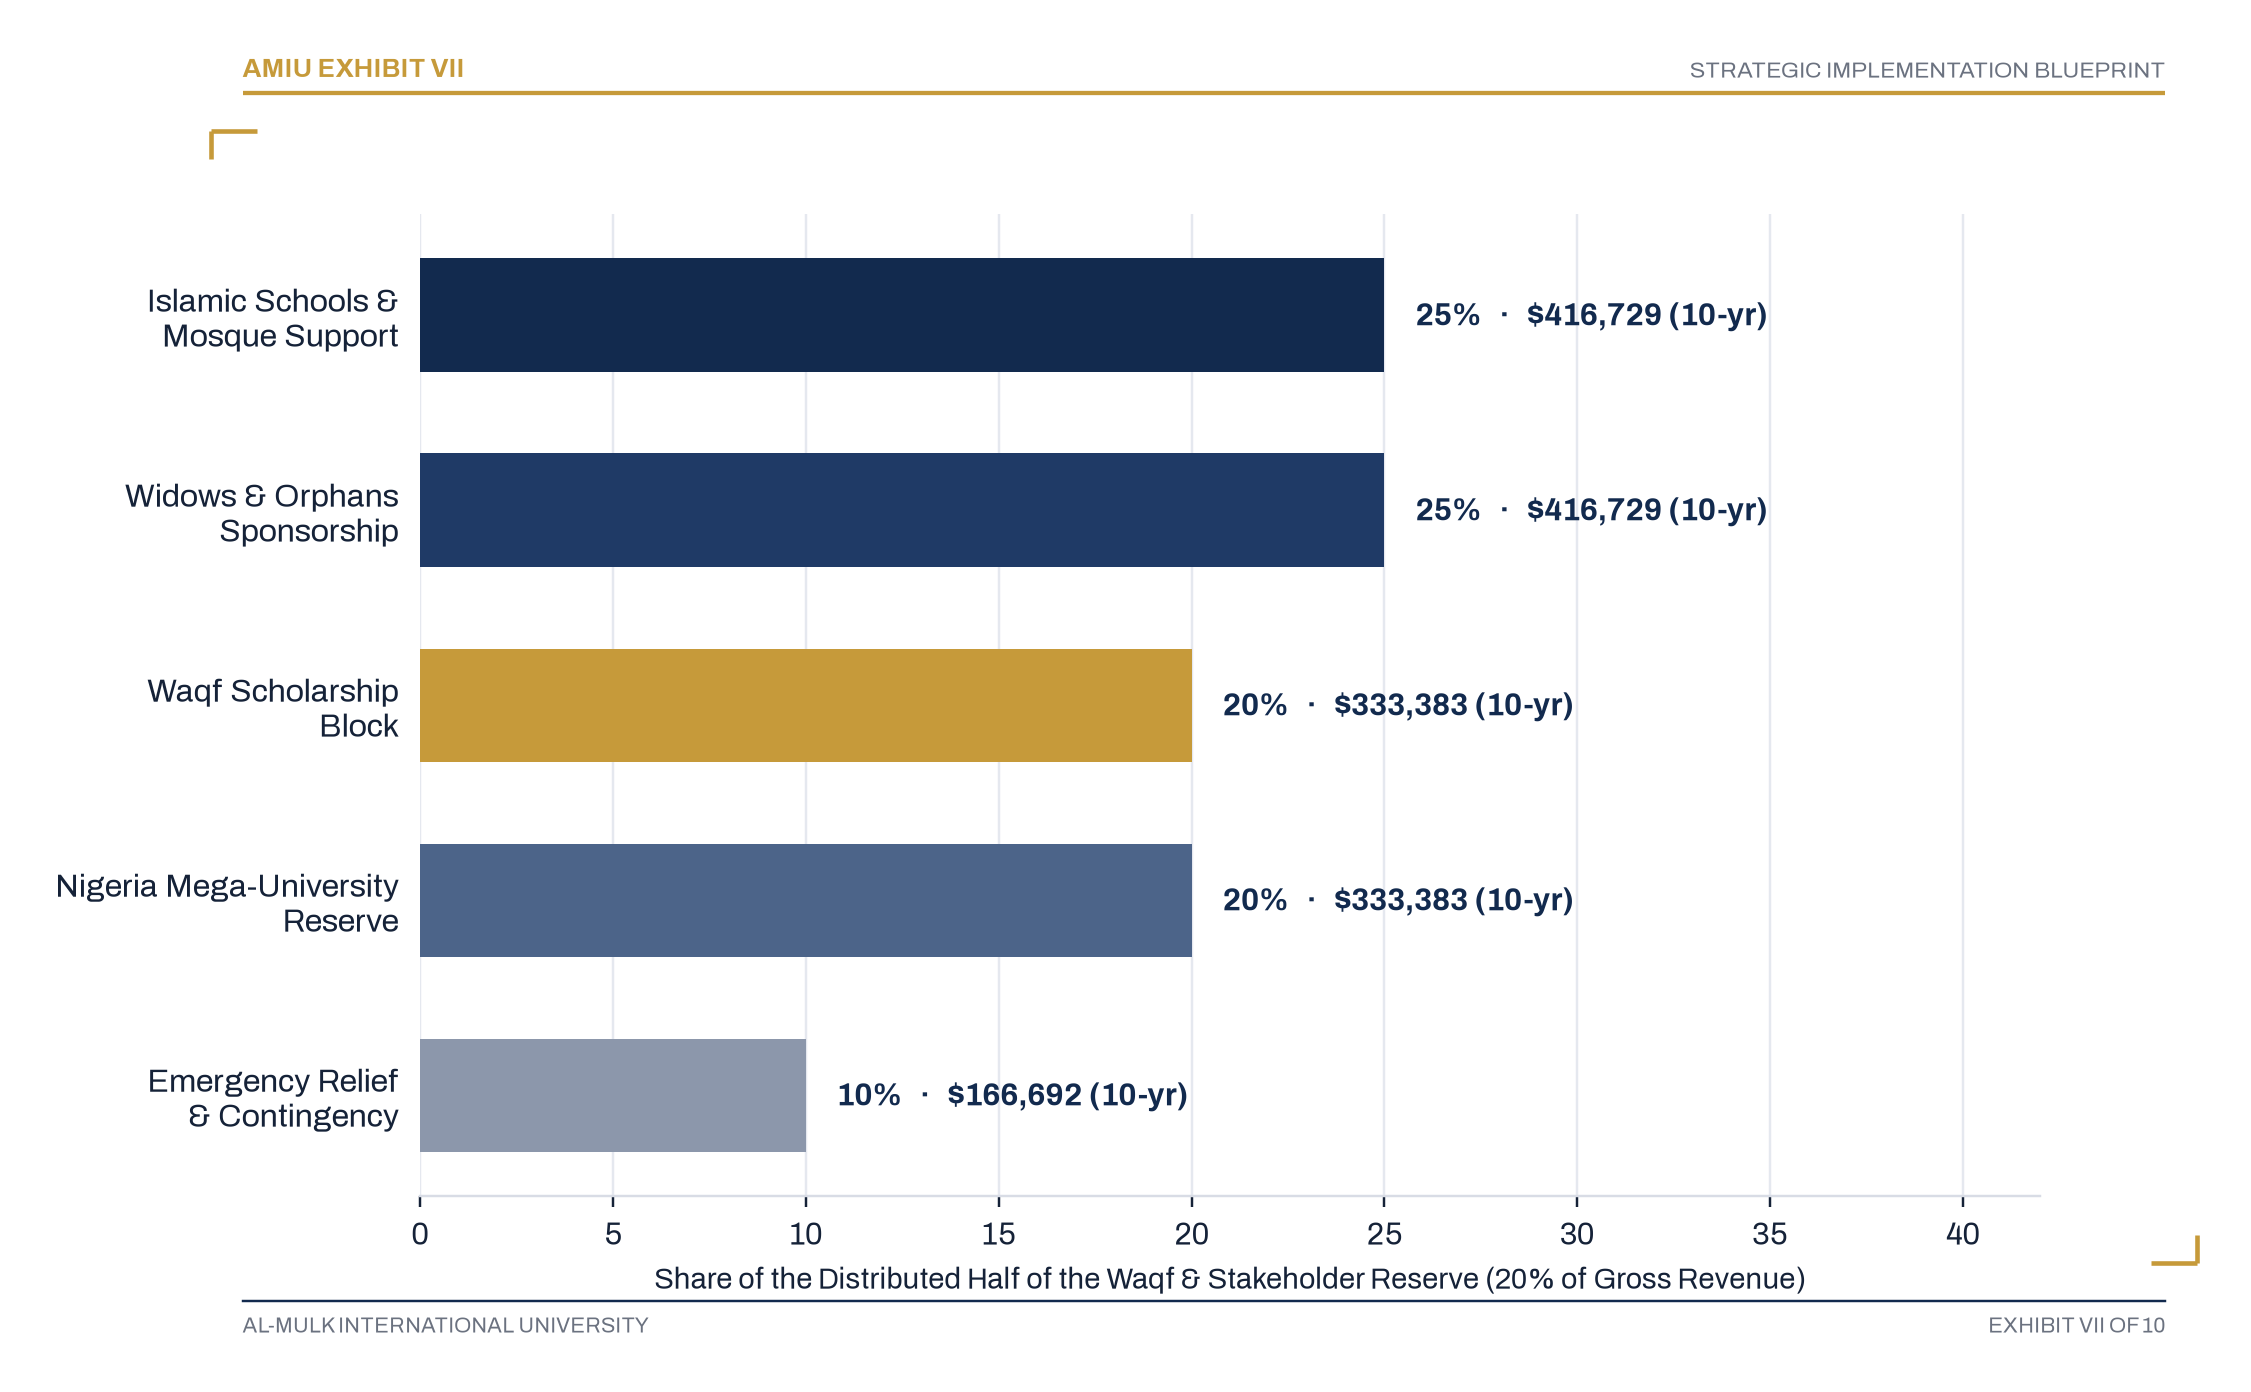 AMIU EXHIBIT VII
STRATEGIC IMPLEMENTATION BLUEPRINT
Islamic Schools &
Mosque Support
25% · $416,729 (10-yr)
Widows & Orphans
Sponsorship
25% · $416,729 (10-yr)
Waqf Scholarship
Block
20% · $333,383 (10-yr)
Nigeria Mega-University
Reserve
20% · $333,383 (10-yr)
Emergency Relief
& Contingency
10% · $166,692 (10-yr)
0 5 10 15 20 25 30 35 40
Share of the Distributed Half of the Waqf & Stakeholder Reserve (20% of Gross Revenue)
AL-MULK INTERNATIONAL UNIVERSITY
EXHIBIT VII OF 10